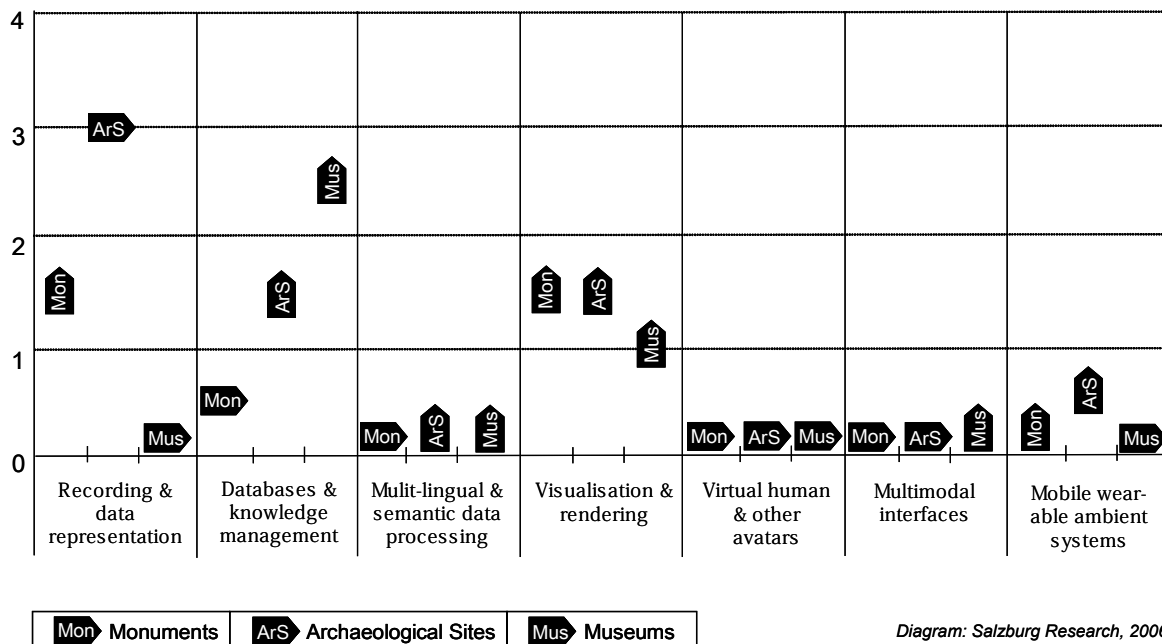 4
3
2
1
0
ArS
Mus
Mon
ArS
Mon
Mus
Mon
ArS
Mus
Mon
ArS
Mus
Mon
ArS
Mus
Mon
ArS
Mus
Mon
ArS
Mus
Recording &
data
representation
Databases &
knowledge
management
Mulit-lingual &
semantic data
processing
Visualisation &
rendering
Virtual human
& other
avatars
Multimodal
interfaces
Mobile wear-
able ambient
systems
Mon Monuments
ArS Archaeological Sites
Mus Museums
Diagram: Salzburg Research, 200